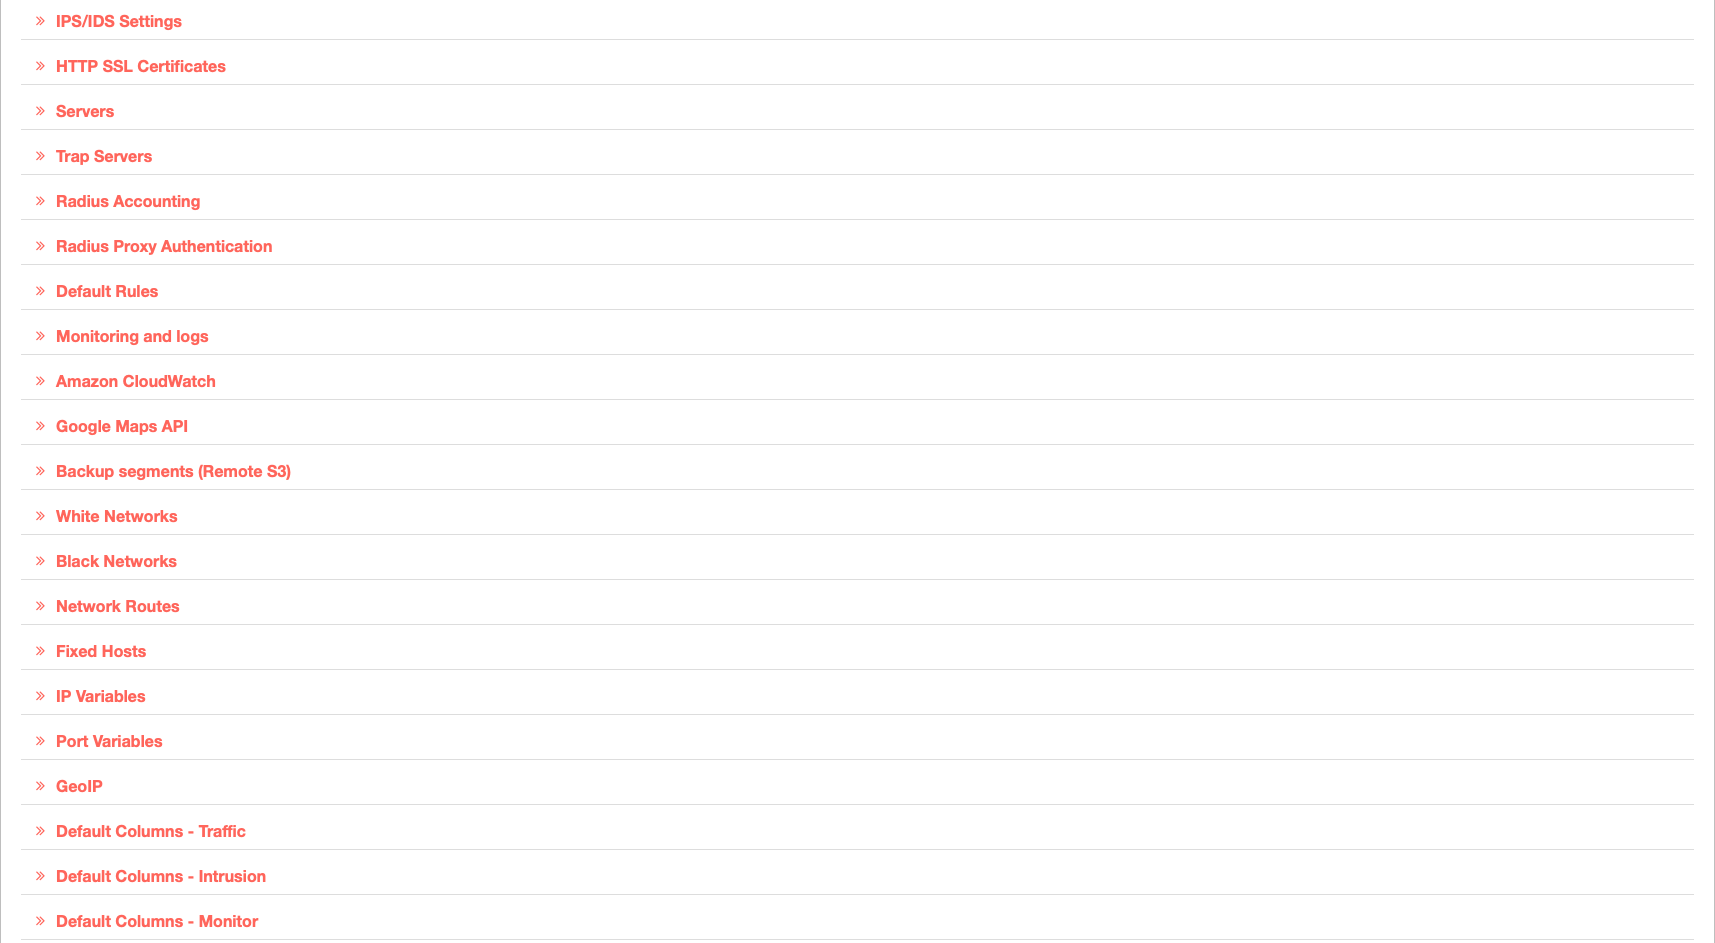 IPS/IDS Settings
HTTP SSL Certificates
Servers
Trap Servers
Radius Accounting
Radius Proxy Authentication
Default Rules
Monitoring and logs
Amazon CloudWatch
Google Maps API
Backup segments (Remote S3)
White Networks
Black Networks
Network Routes
Fixed Hosts
IP Variables
Port Variables
GeoIP
Default Columns - Traffic
Default Columns - Intrusion
Default Columns - Monitor